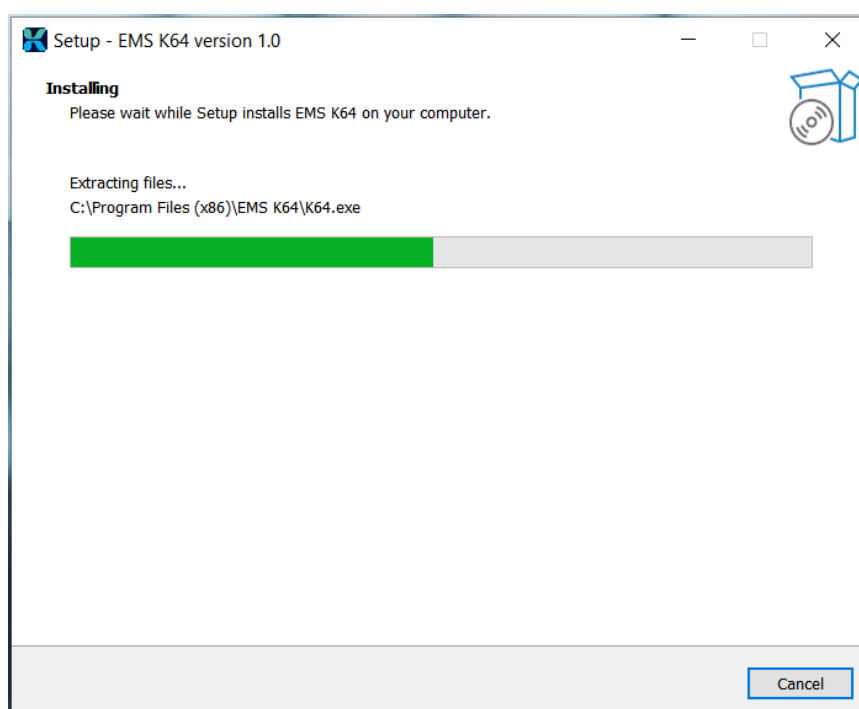 Setup - EMS K64 version 1.0
Installing
Please wait while Setup installs EMS K64 on your computer.
Extracting files...
C:\Program Files (x86)\EMS K64\K64.exe
Cancel